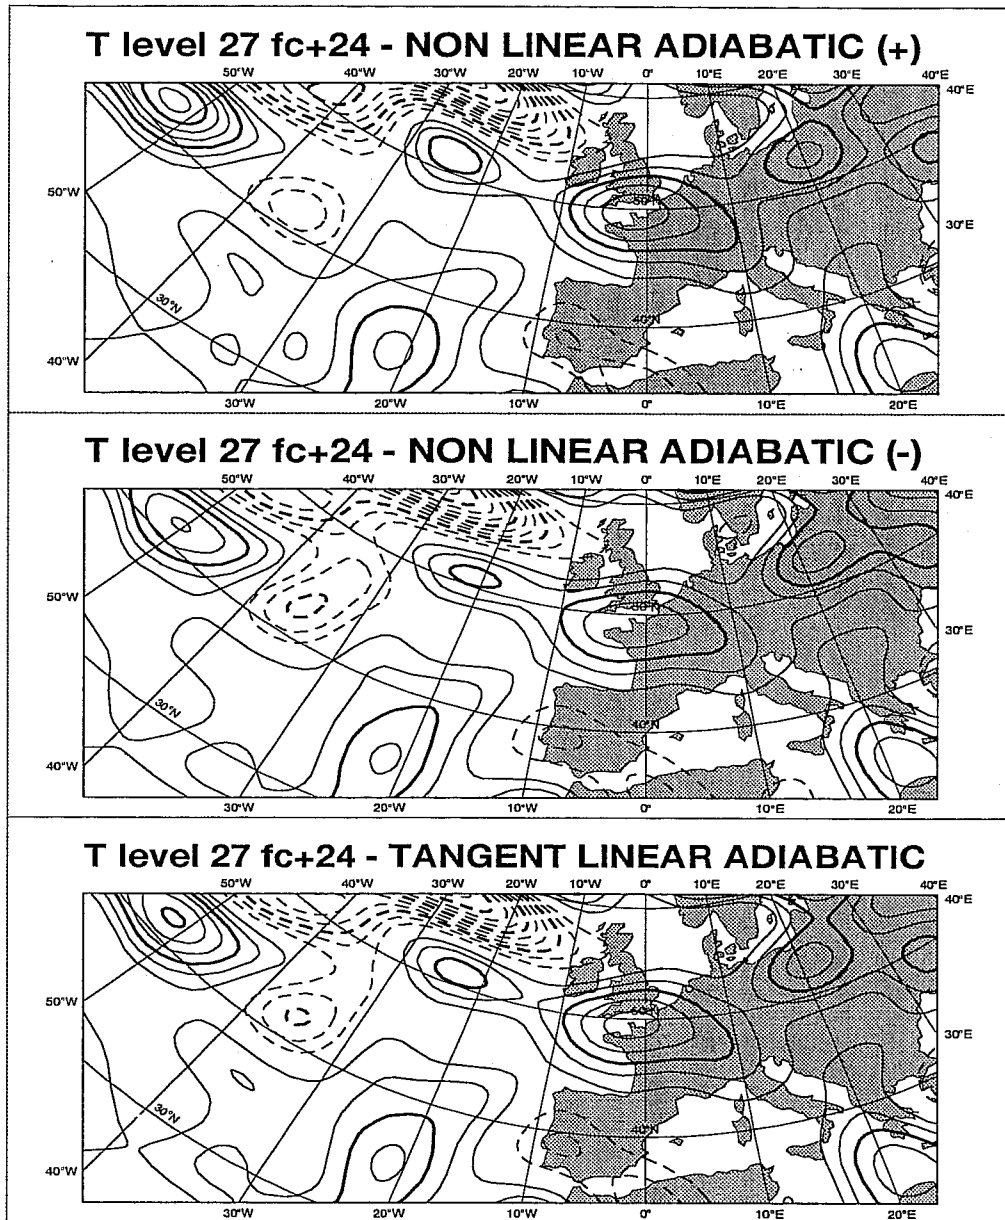 T level 27 fc+24 - NON LINEAR ADIABATIC (+)
50°W 40°W 30°W 20°W 10°W 0° 10°E 20°E 30°E 40°E
50°W
50°N
30°E
30°N
40°N
40°W
30°W 20°W 10°W 0° 10°E 20°E
T level 27 fc+24 - NON LINEAR ADIABATIC (-)
50°W 40°W 30°W 20°W 10°W 0° 10°E 20°E 30°E 40°E
50°W
50°N
30°E
30°N
40°N
40°W
30°W 20°W 10°W 0° 10°E 20°E
T level 27 fc+24 - TANGENT LINEAR ADIABATIC
50°W 40°W 30°W 20°W 10°W 0° 10°E 20°E 30°E 40°E
50°W
50°N
30°E
30°N
40°N
40°W
30°W 20°W 10°W 0° 10°E 20°E